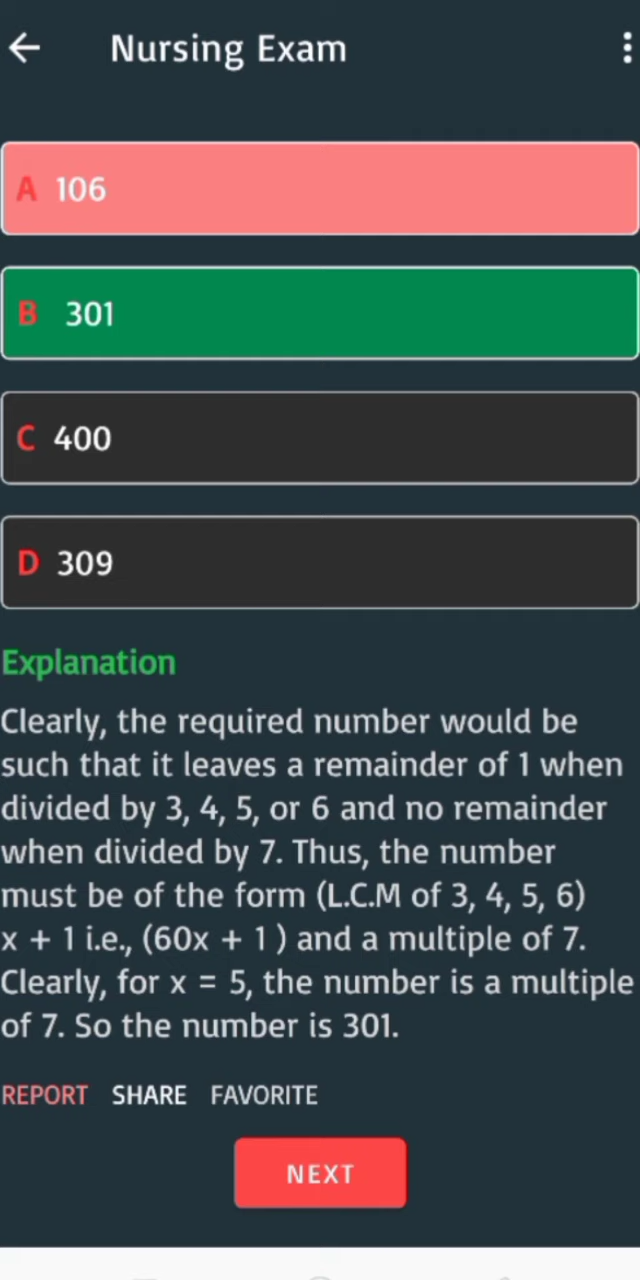 Nursing Exam
A 106
B 301
C 400
D 309
Explanation
Clearly, the required number would be
such that it leaves a remainder of 1 when
divided by 3, 4, 5, or 6 and no remainder
when divided by 7. Thus, the number
must be of the form (L.C.M of 3, 4, 5, 6)
x + 1 i.e., (60x + 1 ) and a multiple of 7.
Clearly, for x = 5, the number is a multiple
of 7. So the number is 301.
REPORT SHARE FAVORITE
NEXT